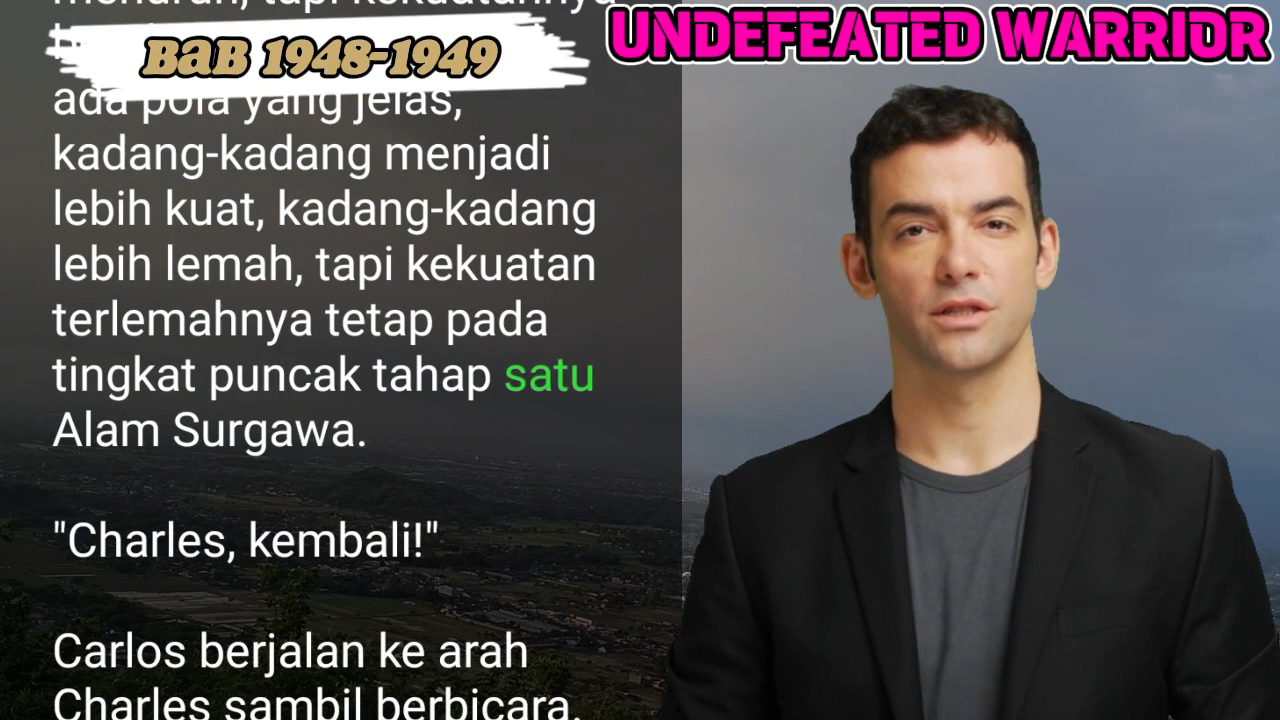 tapi kekuatannya
BAB 1948-1949
UNDEFEATED WARRIOR
ada pola yang jelas,
kadang-kadang menjadi
lebih kuat, kadang-kadang
lebih lemah, tapi kekuatan
terlemahnya tetap pada
tingkat puncak tahap satu
Alam Surgawa.
"Charles, kembali!"
Carlos berjalan ke arah
Charles sambil berbicara.